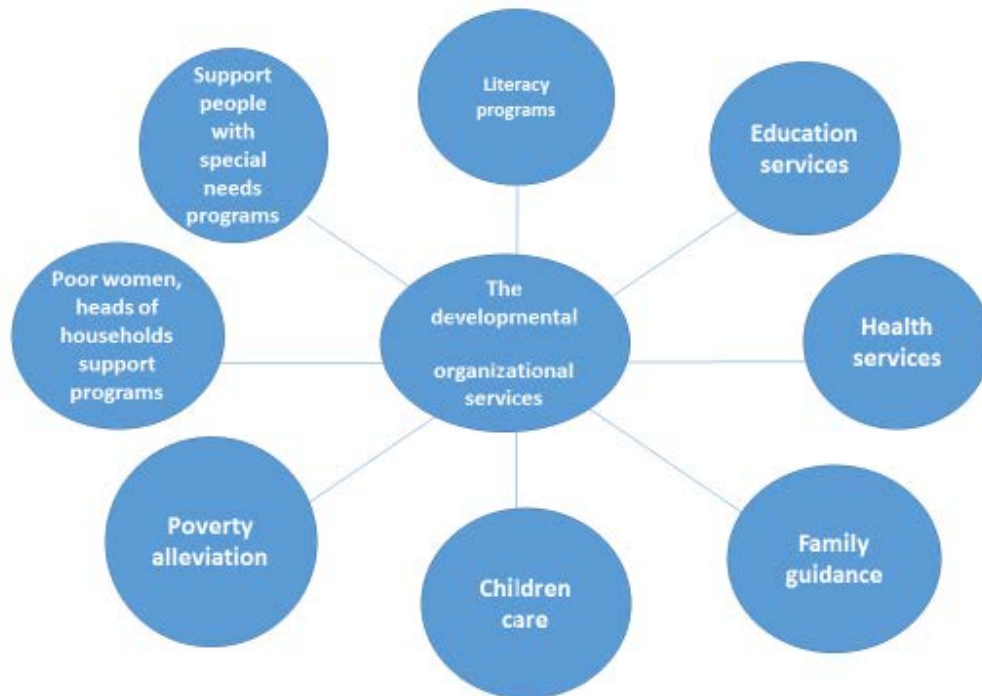 Support
people
with
special
needs
programs
Literacy
programs
Education
services
Poor women,
heads of
households
support
programs
The
developmental
organizational
services
Health
services
Poverty
alleviation
Children
care
Family
guidance